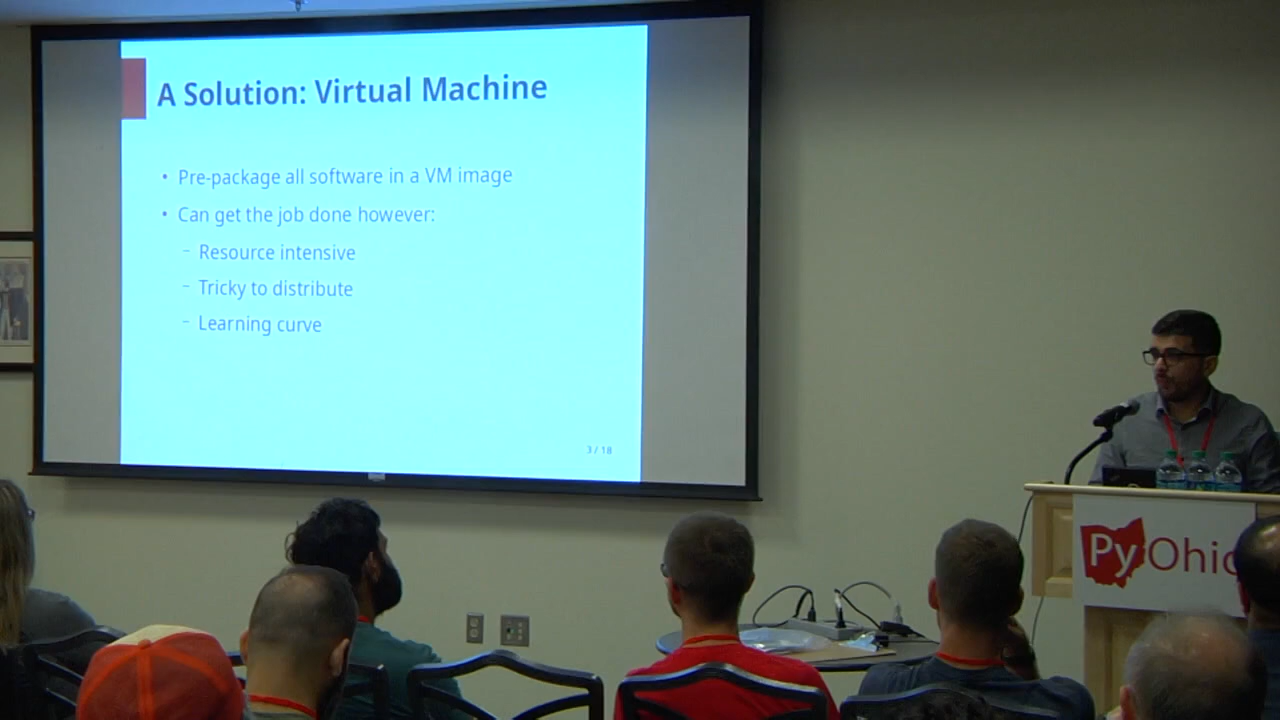 A Solution: Virtual Machine
• Pre-package all software in a VM image
• Can get the job done however:
– Resource intensive
– Tricky to distribute
– Learning curve
3 / 18
PyOhio